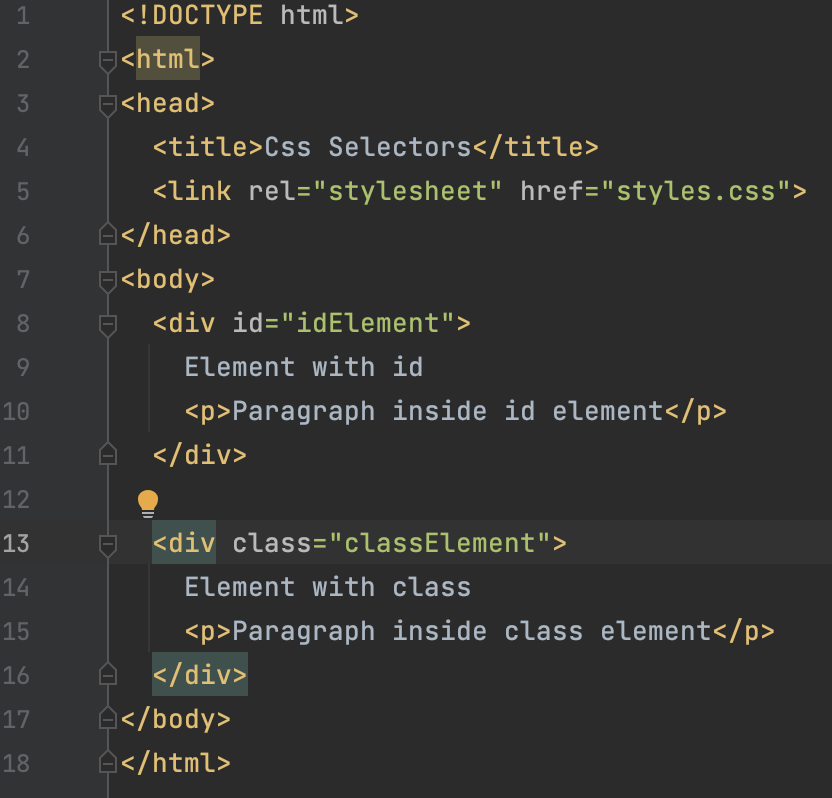 1 <!DOCTYPE html>
2 <html>
3 <head>
4   <title>Css Selectors</title>
5   <link rel="stylesheet" href="styles.css">
6 </head>
7 <body>
8   <div id="idElement">
9     Element with id
10     <p>Paragraph inside id element</p>
11   </div>
12
13   <div class="classElement">
14     Element with class
15     <p>Paragraph inside class element</p>
16   </div>
17 </body>
18 </html>